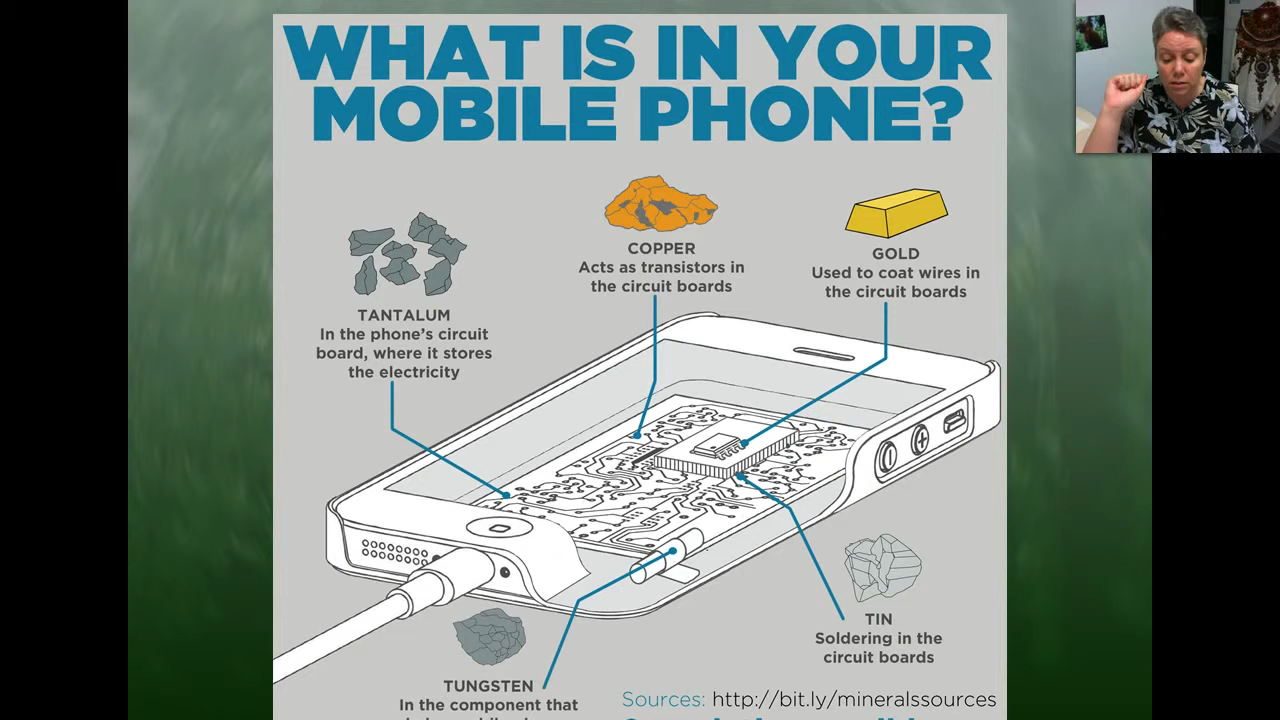 WHAT IS IN YOUR
MOBILE PHONE?
COPPER
Acts as transistors in
the circuit boards
GOLD
Used to coat wires in
the circuit boards
TANTALUM
In the phone's circuit
board, where it stores
the electricity
TIN
Soldering in the
circuit boards
TUNGSTEN
In the component that
Sources: http://bit.ly/mineralssources